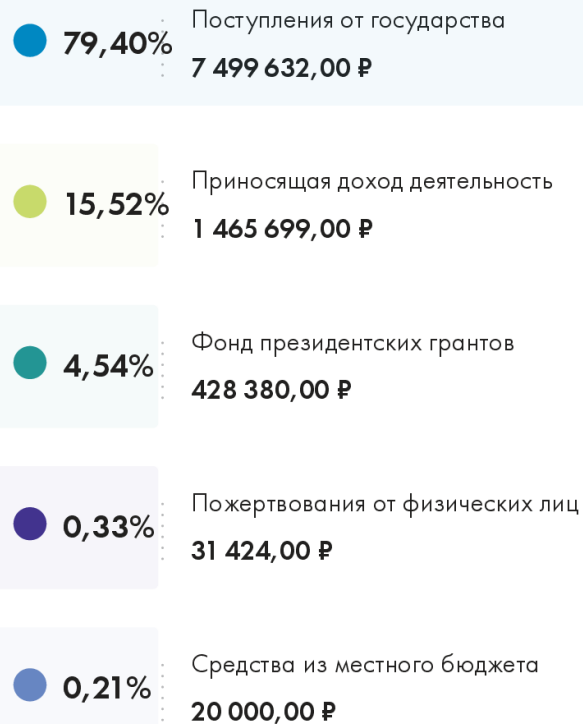 79,40%
Поступления от государства
7 499 632,00 ₽
15,52%
Приносящая доход деятельность
1 465 699,00 ₽
4,54%
Фонд президентских грантов
428 380,00 ₽
0,33%
Пожертвования от физических лиц
31 424,00 ₽
0,21%
Средства из местного бюджета
20 000,00 ₽